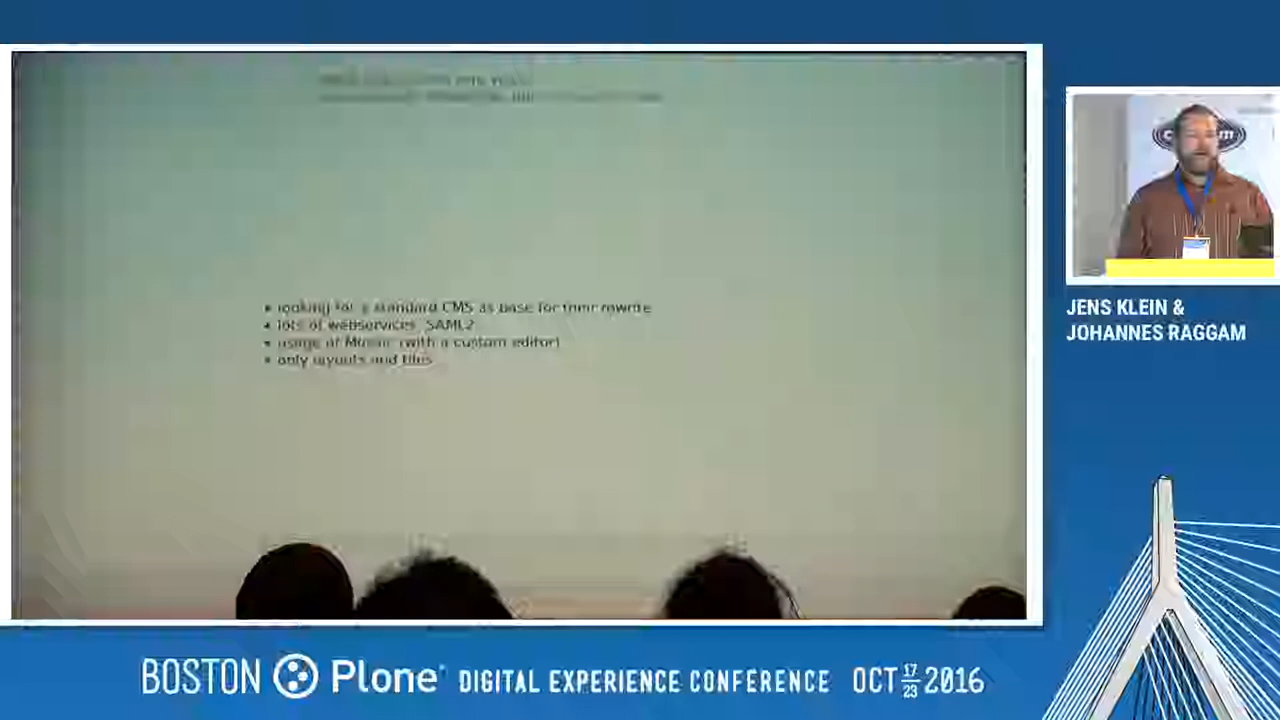 • looking for a standard CMS as base for their rewrite
• lots of webservices, SAML2
• usage of Mosaic (with a custom editor)
• only layouts and tiles
JENS KLEIN &
JOHANNES RAGGAM
BOSTON Plone DIGITAL EXPERIENCE CONFERENCE OCT 17 23 2016